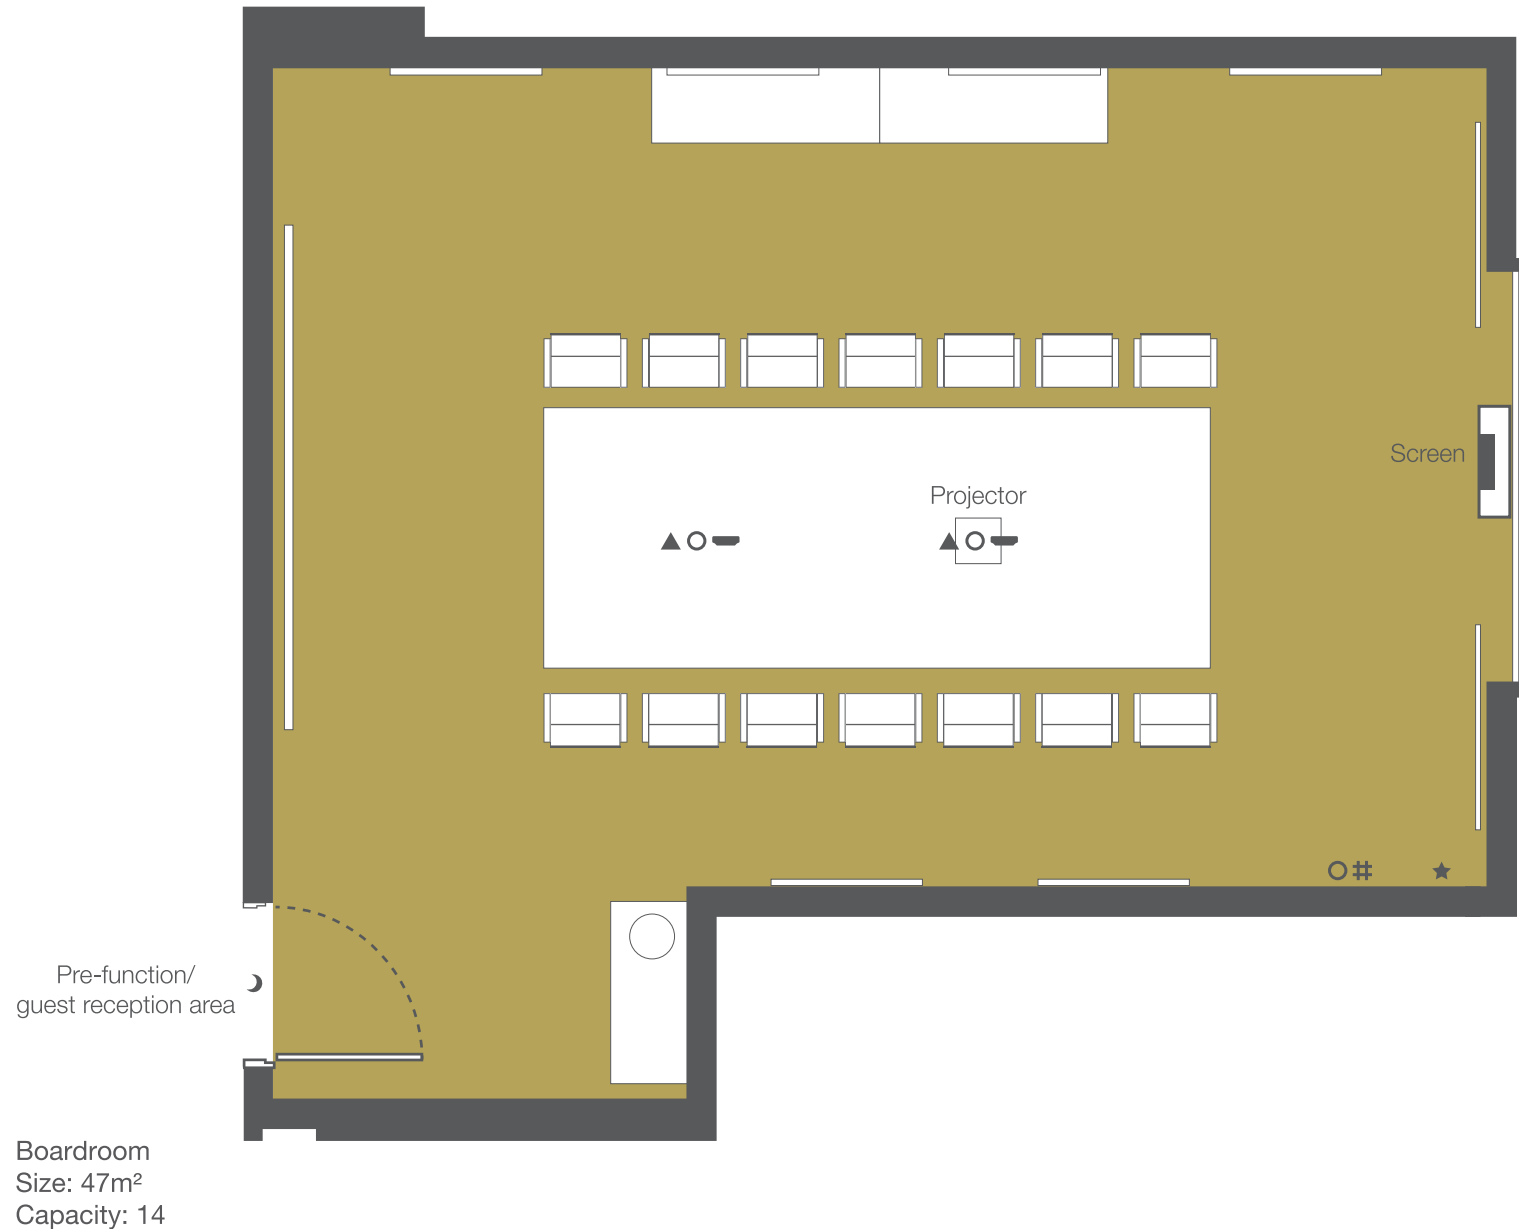 Screen
Projector
Pre-function/
guest reception area
Boardroom
Size: 47m²
Capacity: 14